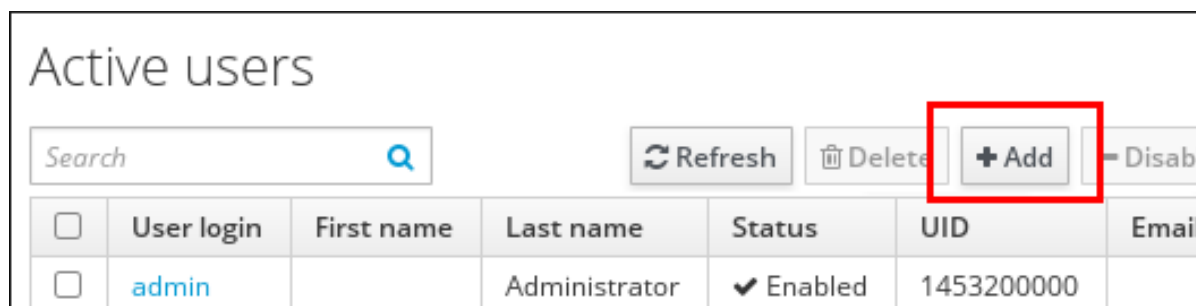 Active users
Search Refresh Delete + Add - Disab
User login First name Last name Status UID Email
admin Administrator ✔ Enabled 1453200000